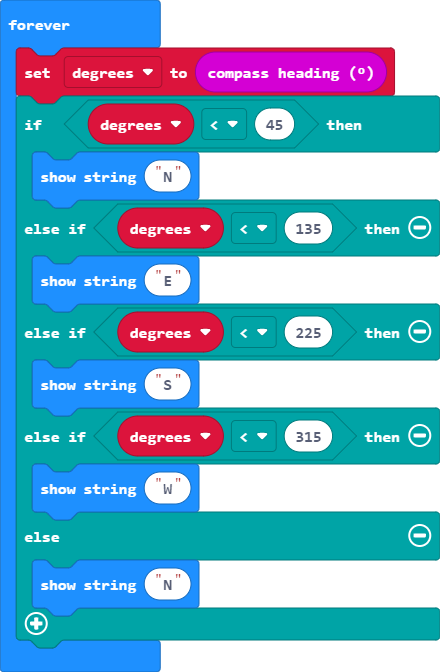 forever
set degrees to compass heading (º)
if degrees < 45 then
show string "N"
else if degrees < 135 then
show string "E"
else if degrees < 225 then
show string "S"
else if degrees < 315 then
show string "W"
else
show string "N"